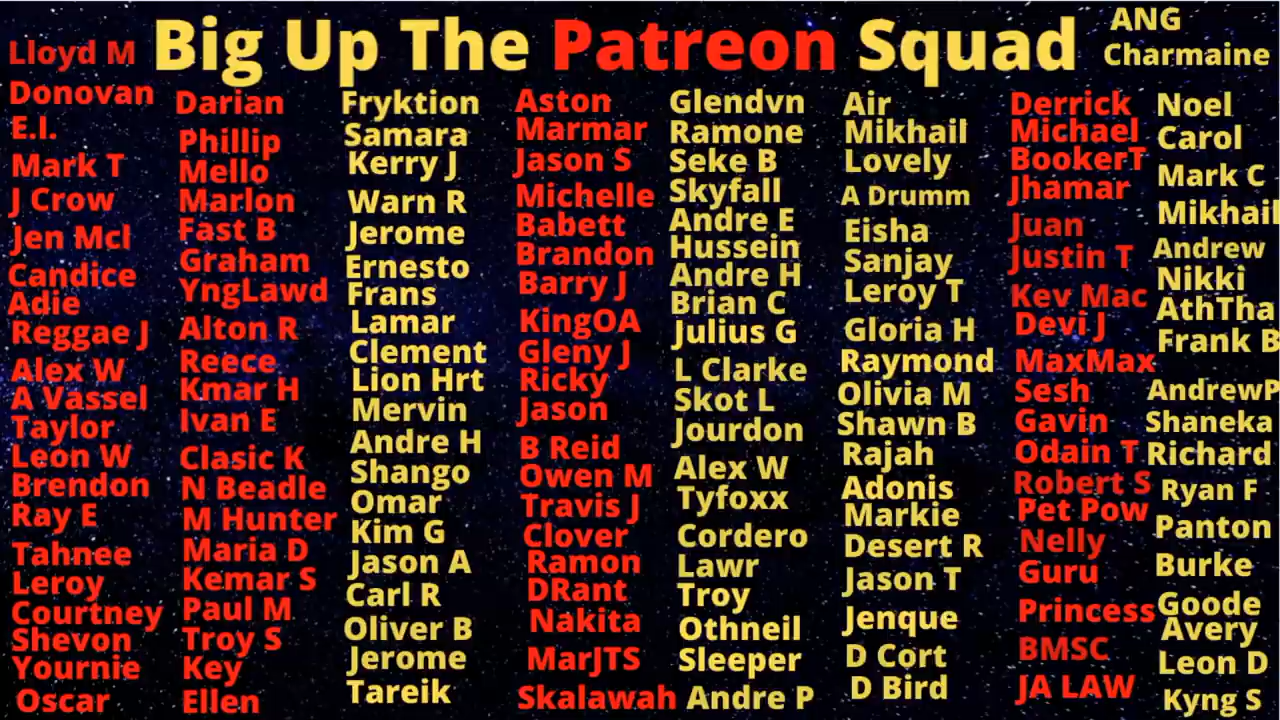 Big Up The Patreon Squad
Lloyd M
Donovan
E.I.
Mark T
J Crow
Jen Mcl
Candice
Adie
Reggae J
Alex W
A Vassel
Taylor
Leon W
Brendon
Ray E
Tahnee
Leroy
Courtney
Shevon
Yournie
Oscar
Darian
Phillip
Mello
Marlon
Fast B
Graham
YngLawd
Alton R
Reece
Kmar H
Ivan E
Clasic K
N Beadle
M Hunter
Maria D
Kemar S
Paul M
Troy S
Key
Ellen
Fryktion
Samara
Kerry J
Warn R
Jerome
Ernesto
Frans
Lamar
Clement
Lion Hrt
Mervin
Andre H
Shango
Omar
Kim G
Jason A
Carl R
Oliver B
Jerome
Tareik
Aston
Marmar
Jason S
Michelle
Babett
Brandon
Barry J
KingOA
Gleny J
Ricky
Jason
B Reid
Owen M
Travis J
Clover
Ramon
DRant
Nakita
MarJTS
Skalawah
Glendvn
Ramone
Seke B
Skyfall
Andre E
Hussein
Andre H
Brian C
Julius G
L Clarke
Skot L
Jourdon
Alex W
Tyfoxx
Cordero
Lawr
Troy
Othneil
Sleeper
Andre P
Air
Mikhail
Lovely
A Drumm
Eisha
Sanjay
Leroy T
Gloria H
Raymond
Olivia M
Shawn B
Rajah
Adonis
Markie
Desert R
Jason T
Jenque
D Cort
D Bird
Derrick
Michael
BookerT
Jhamar
Juan
Justin T
Kev Mac
Devi J
MaxMax
Sesh
Gavin
Odain T
Robert S
Pet Pow
Nelly
Guru
Princess
BMSC
JA LAW
ANG
Charmaine
Noel
Carol
Mark C
Mikhail
Andrew
Nikki
AthTha
Frank B
AndrewP
Shaneka
Richard
Ryan F
Panton
Burke
Goode
Avery
Leon D
Kyng S